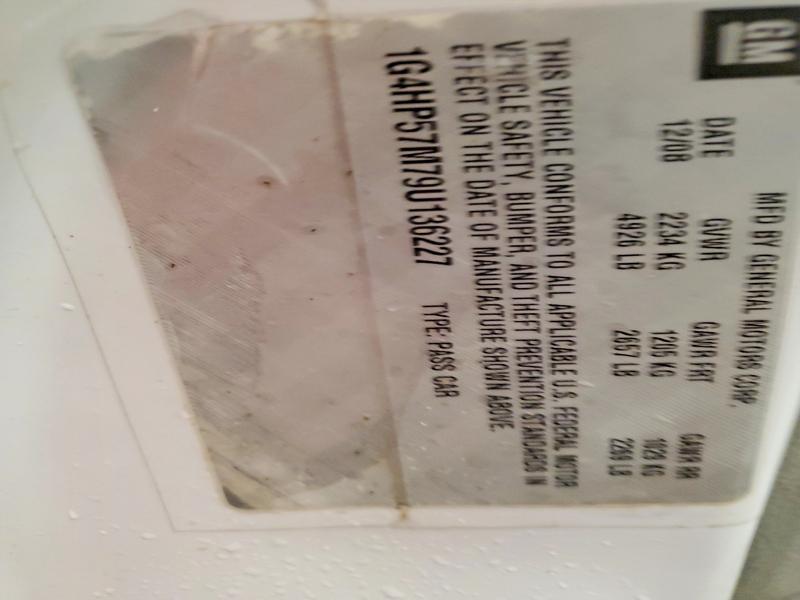 GM
MFD BY GENERAL MOTORS CORP.
DATE GVWR GAWR FRT GAWR RR
12/08 2234 KG 1206 KG 1029 KG
4926 LB 2657 LB 2269 LB
THIS VEHICLE CONFORMS TO ALL APPLICABLE U.S. FEDERAL MOTOR
VEHICLE SAFETY, BUMPER, AND THEFT PREVENTION STANDARDS IN
EFFECT ON THE DATE OF MANUFACTURE SHOWN ABOVE.
1G4HP57M79U136227 TYPE: PASS CAR